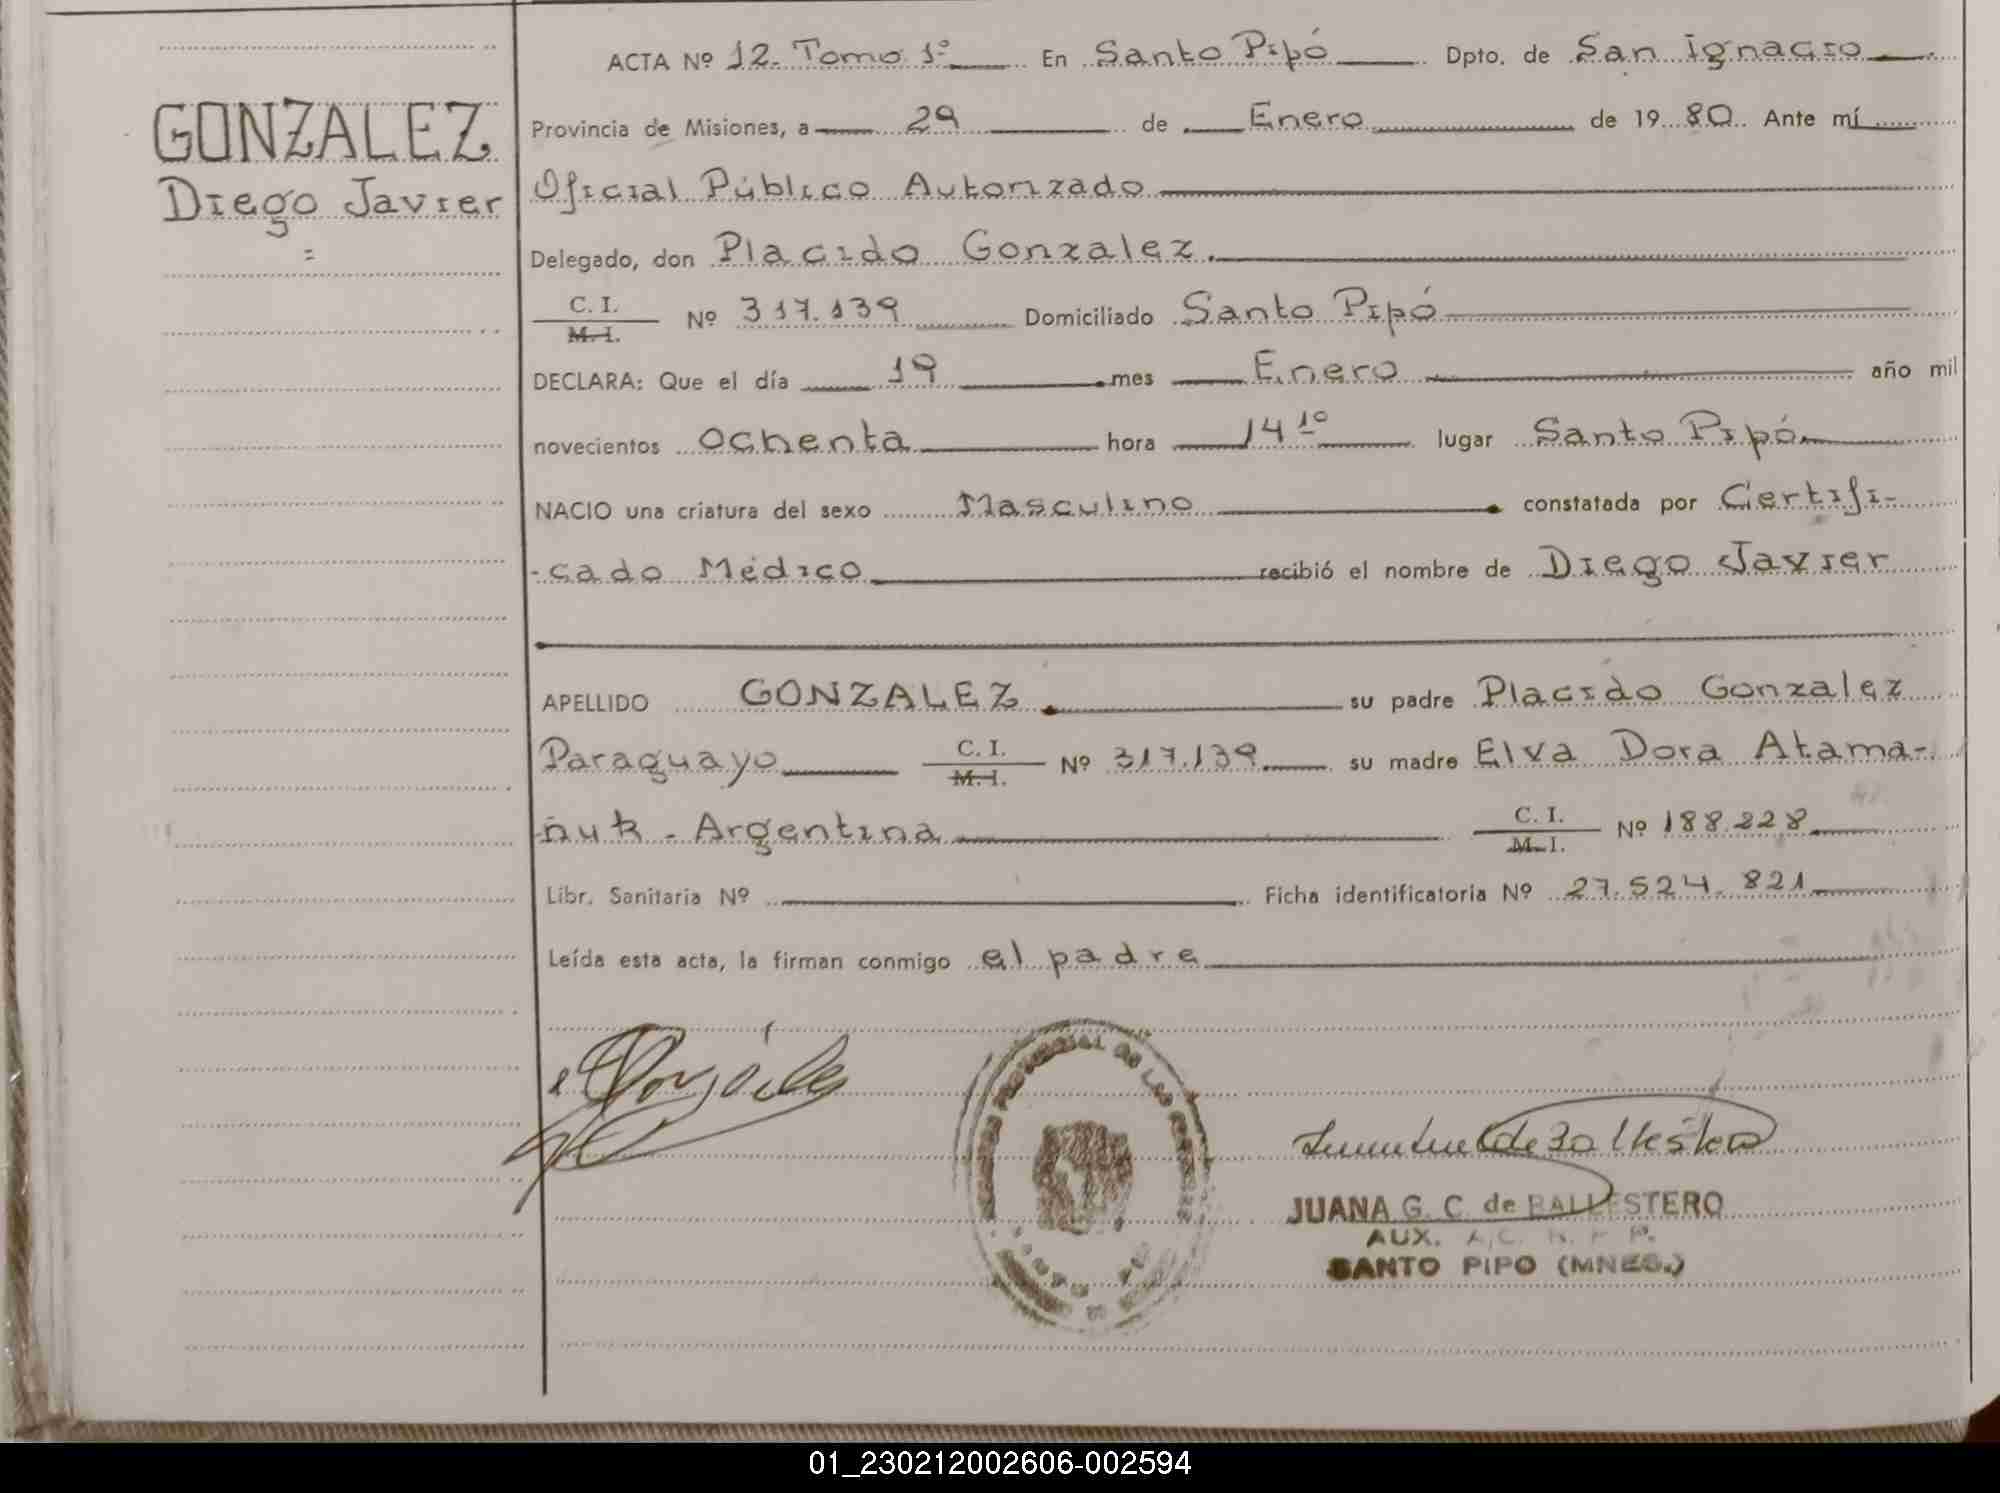 ACTA Nº 12. Tomo 1º En Santo Pipó Dpto. de San Ignacio
GONZALEZ
Diego Javier
=
Provincia de Misiones, a 29 de Enero de 1980. Ante mí
Oficial Público Autorizado
Delegado, don Placido Gonzalez.
C. I.
M. I.
Nº 317.139 Domiciliado Santo Pipó
DECLARA: Que el día 19 mes Enero año mil
novecientos ochenta hora 14 10 lugar Santo Pipó
NACIO una criatura del sexo Masculino constatada por Certifi-
-cado Médico recibió el nombre de Diego Javier
APELLIDO GONZALEZ su padre Placido Gonzalez
Paraguayo C. I. M. I. Nº 317.139 su madre Elva Dora Atama-
ñuk - Argentina C. I. M. I. Nº 188.228
Libr. Sanitaria Nº Ficha identificatoria Nº 27.524.821
Leída esta acta, la firman conmigo el padre
JUANA G. C. de BALLESTERO
AUX.
SANTO PIPO (MNES.)
01_230212002606-002594